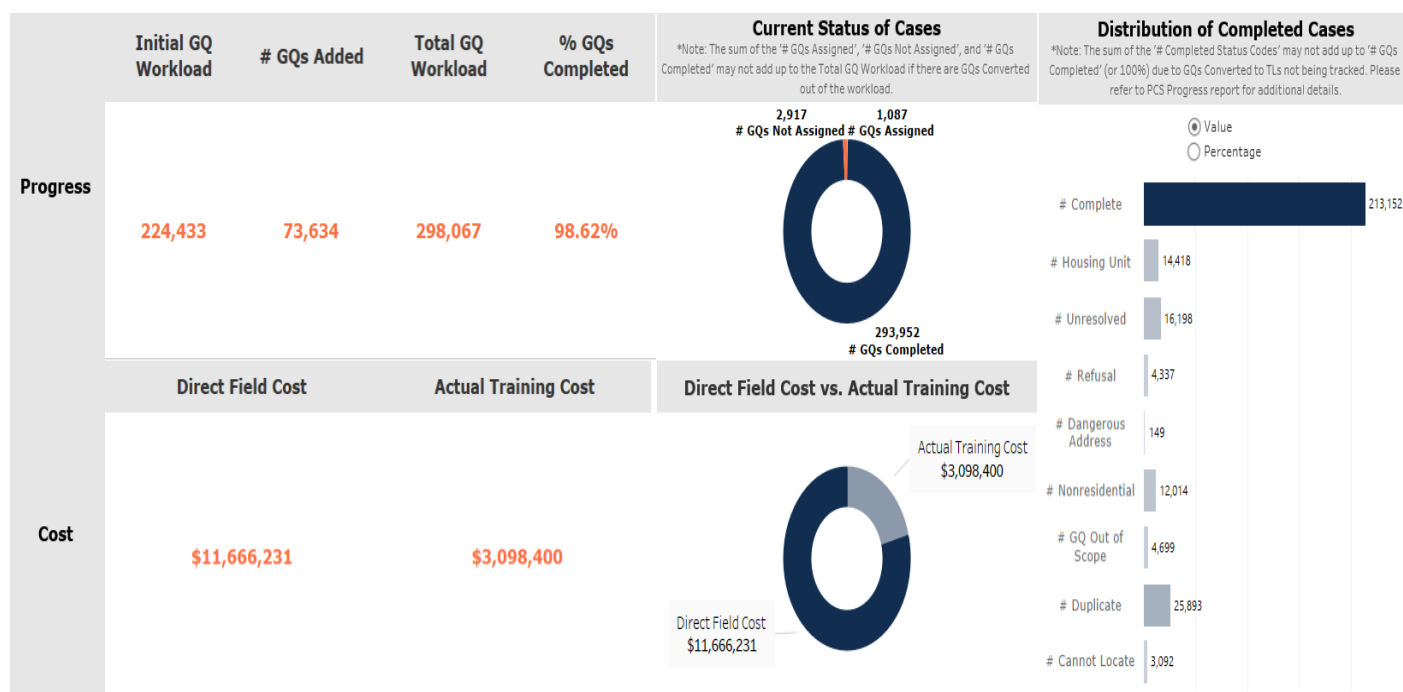 Initial GQ
Workload
# GQs Added
Total GQ
Workload
% GQs
Completed
Current Status of Cases
*Note: The sum of the '# GQs Assigned', '# GQs Not Assigned', and '# GQs
Completed' may not add up to the Total GQ Workload if there are GQs Converted
out of the workload.
Distribution of Completed Cases
*Note: The sum of the '# Completed Status Codes' may not add up to '# GQs
Completed' (or 100%) due to GQs Converted to TLs not being tracked. Please
refer to PCS Progress report for additional details.
Progress
224,433
73,634
298,067
98.62%
2,917
# GQs Not Assigned
1,087
# GQs Assigned
293,952
# GQs Completed
Value
Percentage
# Complete
213,152
# Housing Unit
14,418
# Unresolved
16,198
# Refusal
4,337
# Dangerous
Address
149
# Nonresidential
12,014
# GQ Out of
Scope
4,699
# Duplicate
25,893
# Cannot Locate
3,092
Direct Field Cost
Actual Training Cost
Direct Field Cost vs. Actual Training Cost
Cost
$11,666,231
$3,098,400
Actual Training Cost
$3,098,400
Direct Field Cost
$11,666,231